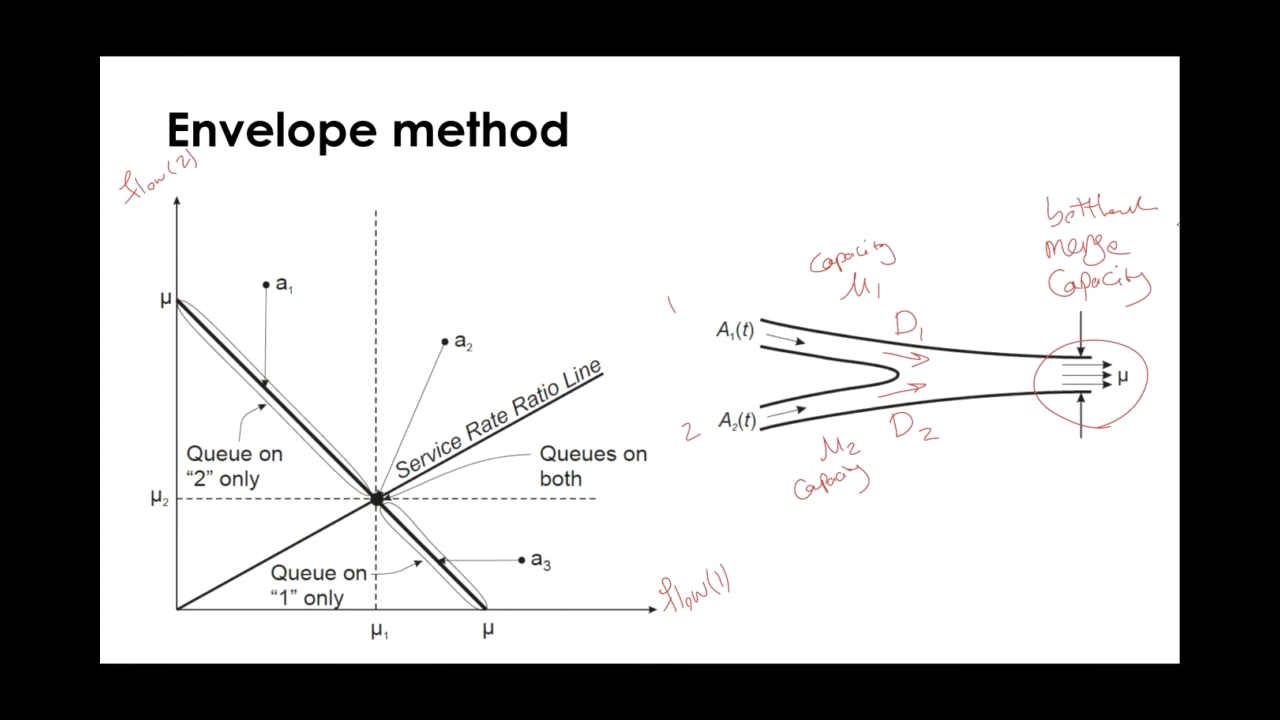 Envelope method
flow(2)
μ
a₁
a₂
Service Rate Ratio Line
Queue on
“2” only
Queues on
both
μ₂
a₃
Queue on
“1” only
μ₁
μ
flow(1)
merge
capacity
capacity
μ₁
1
A₁(t)
D₁
μ
2
A₂(t)
D₂
μ₂
capacity